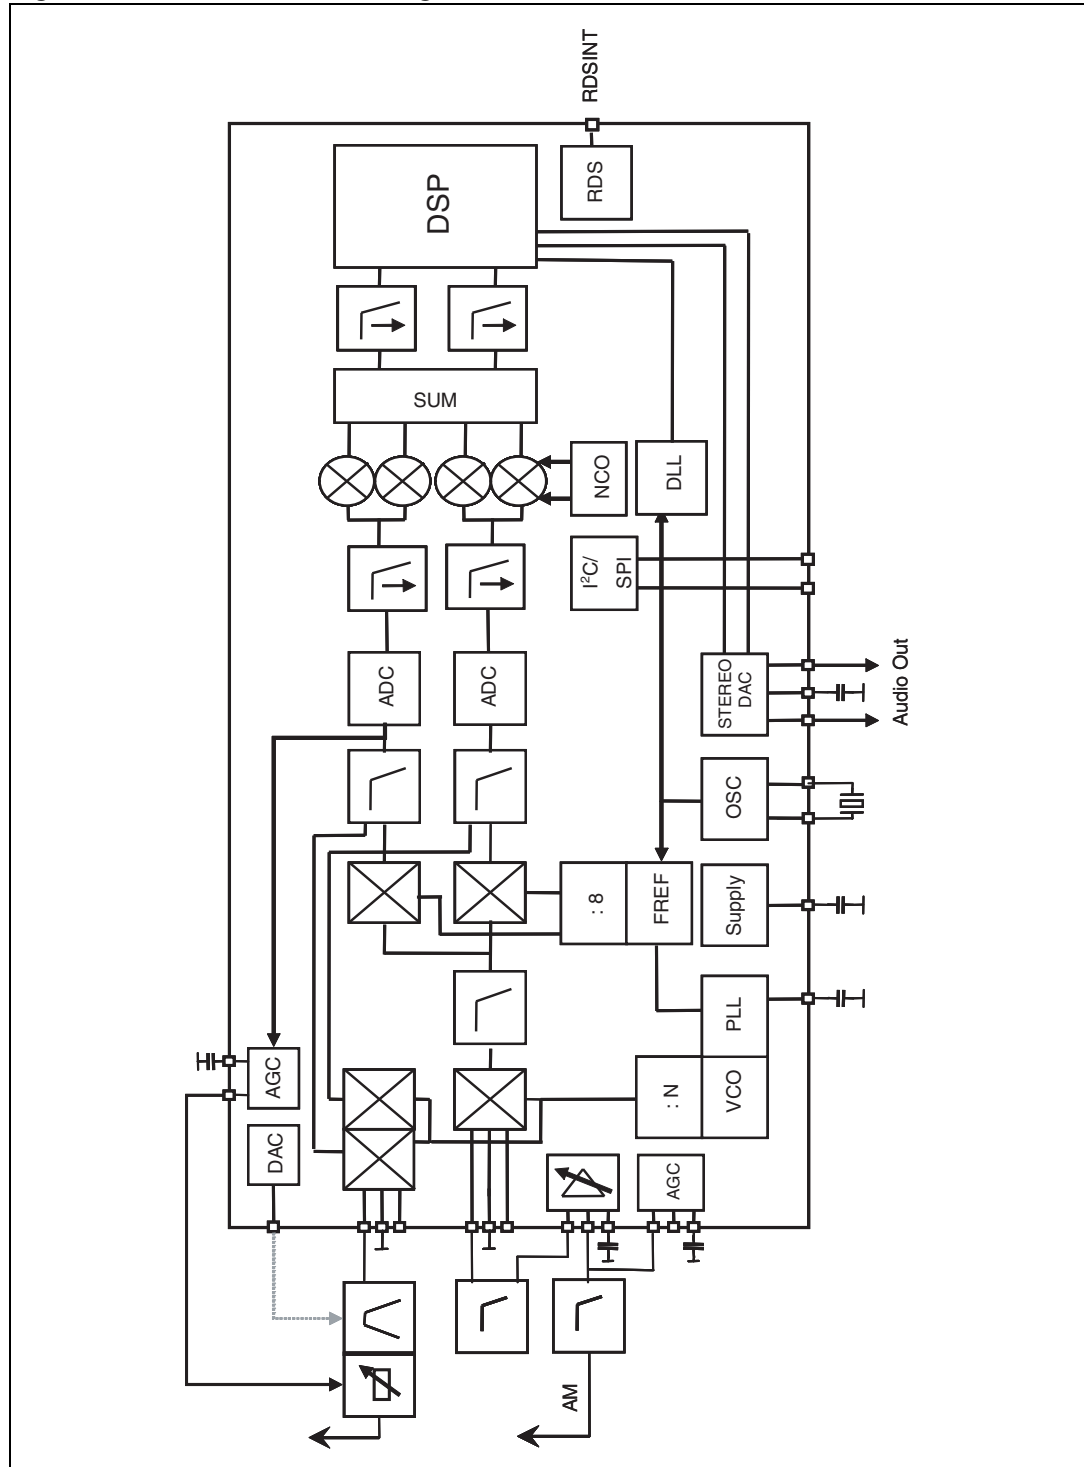 RDSINT
RDS
DSP
SUM
NCO
DLL
I²C/
SPI
ADC
ADC
STEREO
DAC
Audio Out
OSC
: 8
FREF
Supply
PLL
: N
VCO
AGC
DAC
AGC
AM